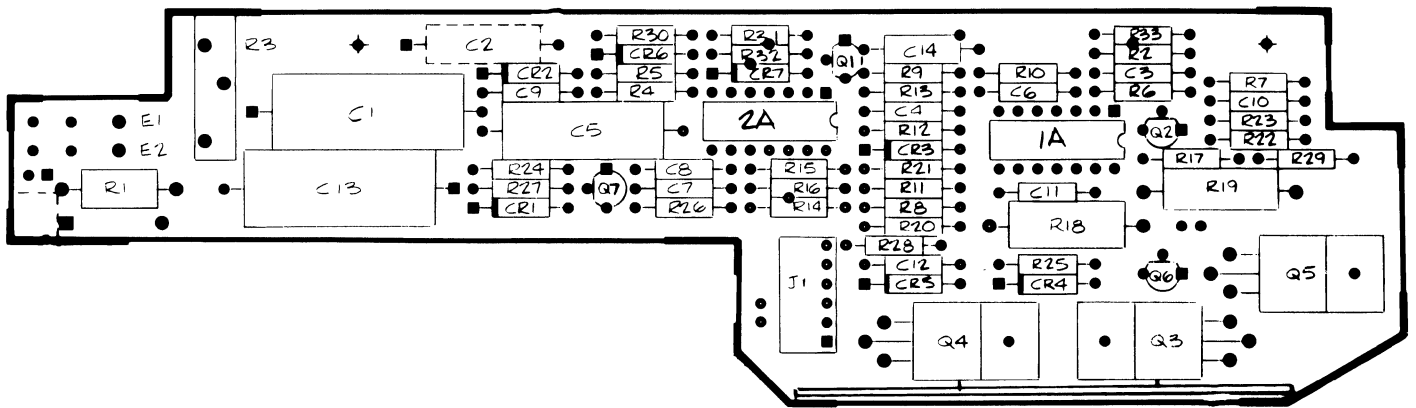 R3
C2
R30
CR6
R5
R4
R31
R32
CR7
Q1
C14
R9
R13
C4
R12
CR3
R21
R11
R8
R20
R28
C12
CR3
R10
C6
R33
R2
C3
R6
R7
C10
R23
R22
CR2
C9
C1
C5
2A
1A
Q2
E1
E2
R1
C13
R24
R27
CR1
Q7
C8
C7
R26
R15
R16
R14
C11
R18
R17
R29
R19
R25
CR4
Q6
Q5
J1
Q4
Q3